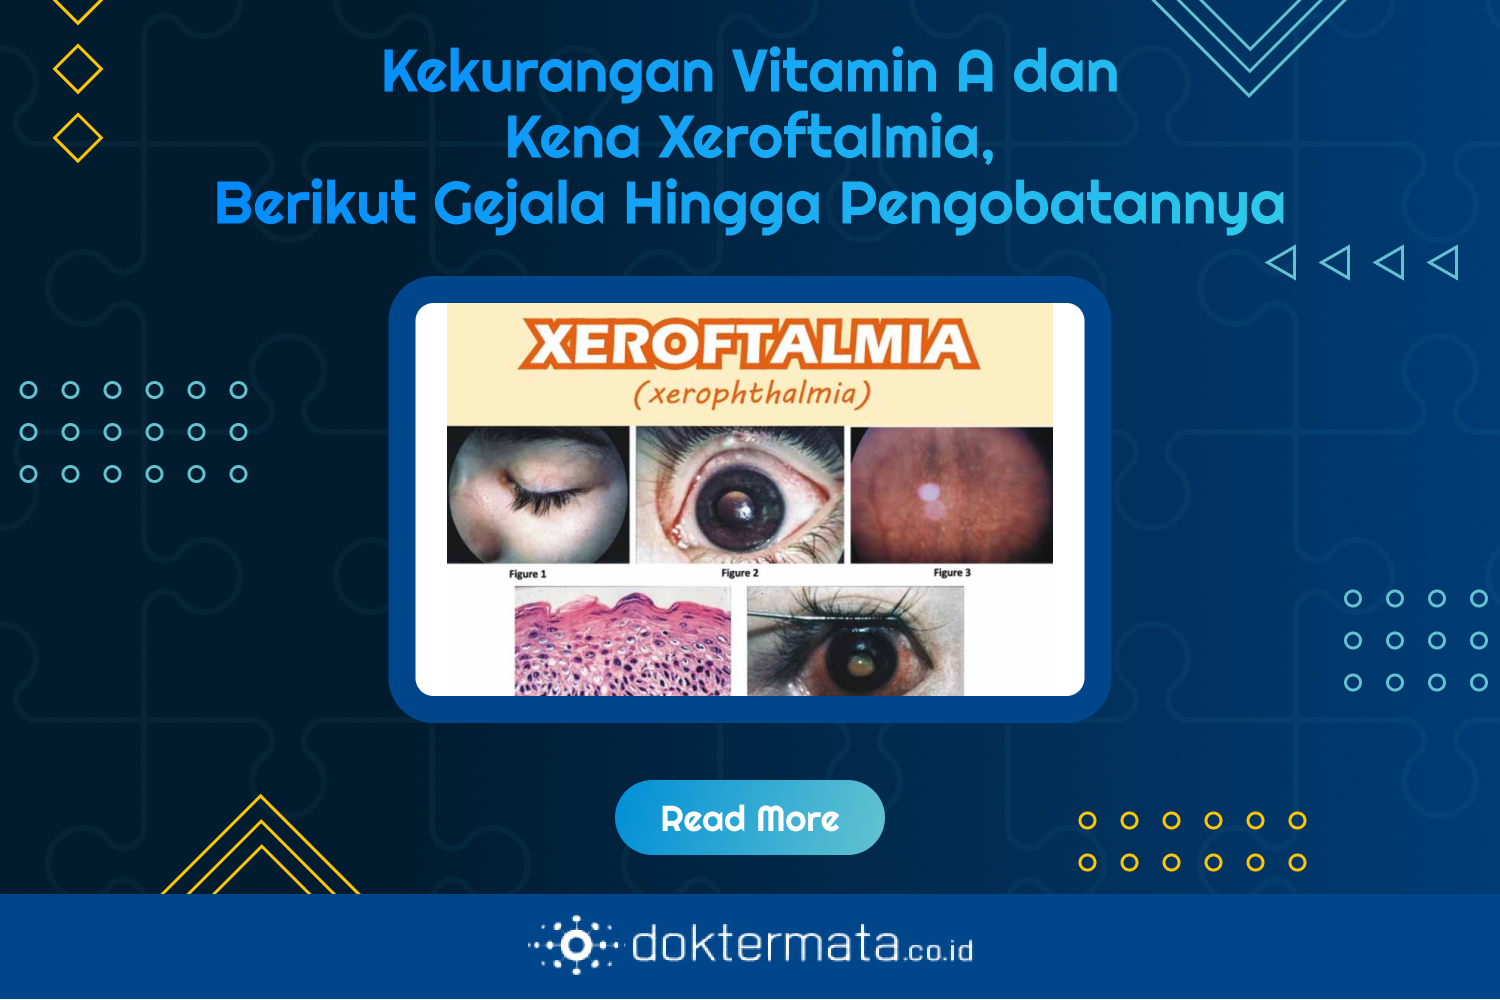 Kekurangan Vitamin A dan
Kena Xeroftalmia,
Berikut Gejala Hingga Pengobatannya
XEROFTALMIA
(xerophthalmia)
Figure 1
Figure 2
Figure 3
Read More
doktermata.co.id